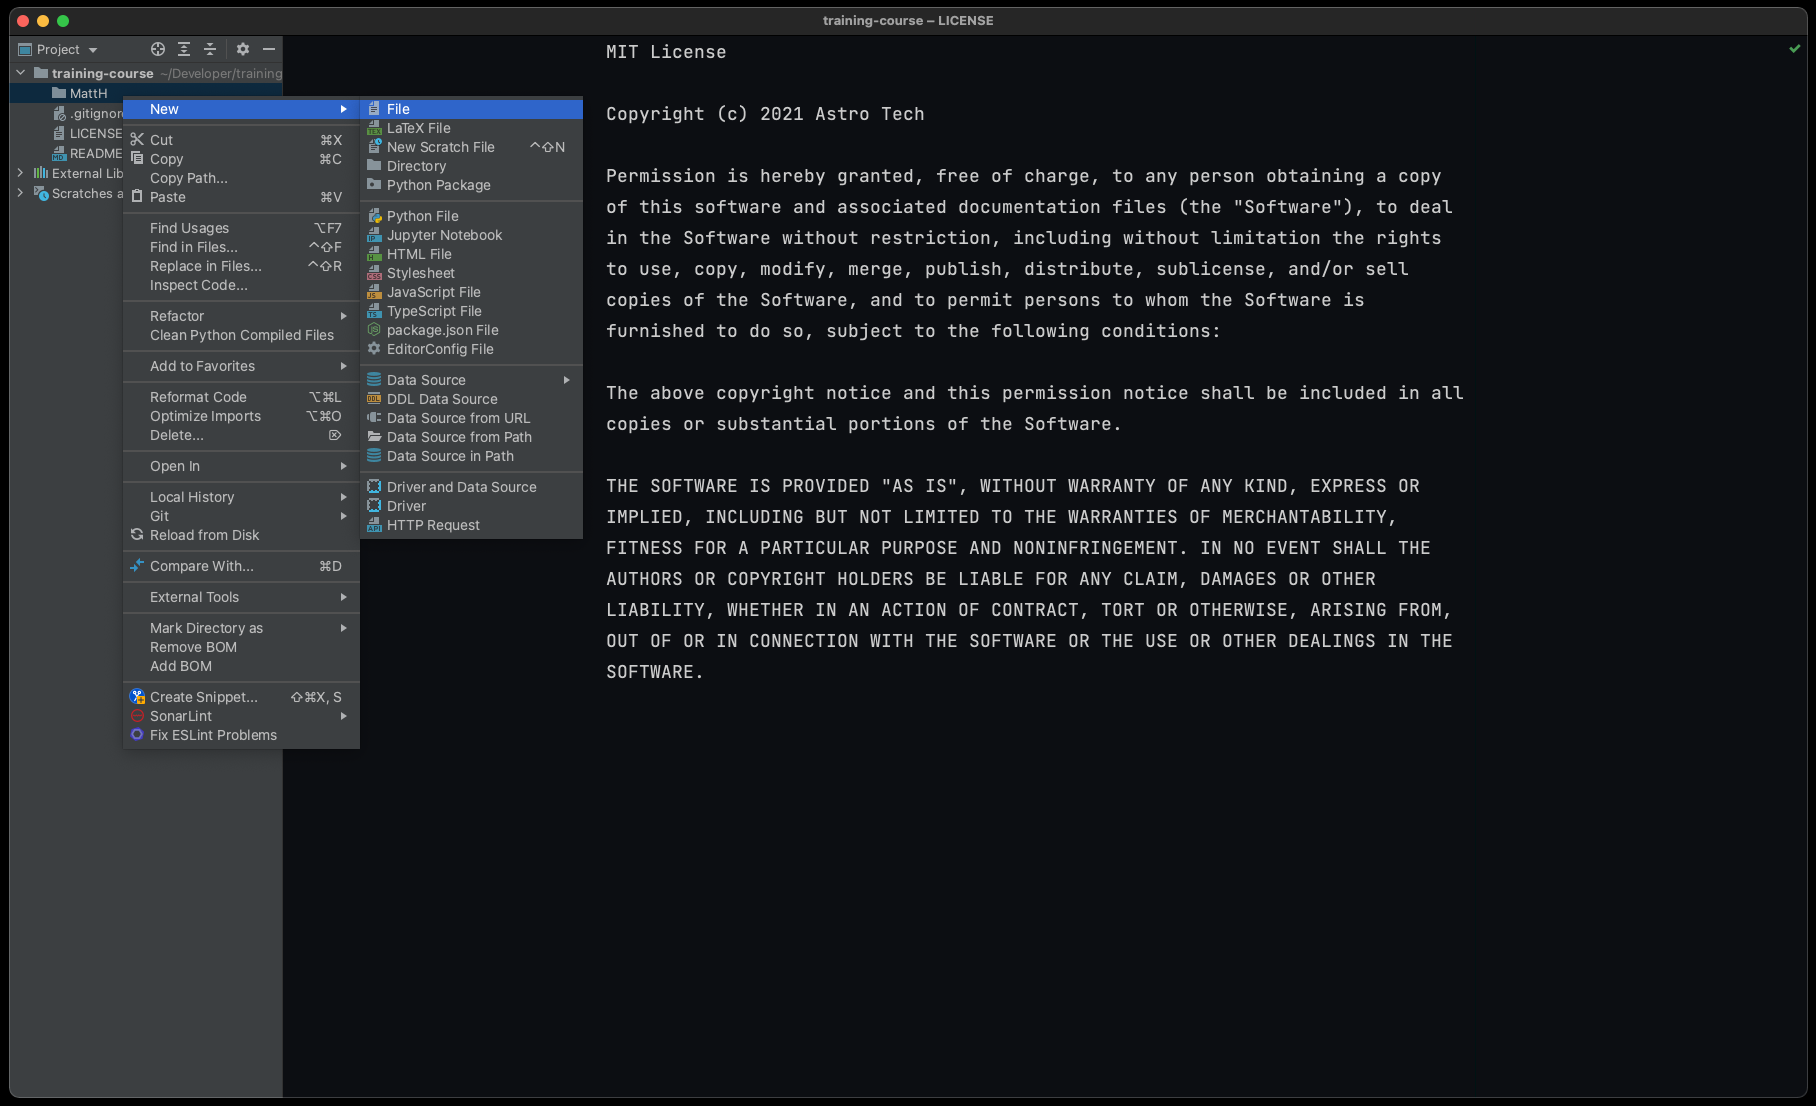 training-course – LICENSE
Project
training-course ~/Developer/training
MattH
.gitignor
LICENSE
README
External Lib
Scratches a
New
Cut ⌘X
Copy ⌘C
Copy Path...
Paste ⌘V
Find Usages ⌥F7
Find in Files... ^⇧F
Replace in Files... ^⇧R
Inspect Code...
Refactor
Clean Python Compiled Files
Add to Favorites
Reformat Code ⌥⌘L
Optimize Imports ⌥⌘O
Delete... ⌦
Open In
Local History
Git
Reload from Disk
Compare With... ⌘D
External Tools
Mark Directory as
Remove BOM
Add BOM
Create Snippet... ⇧⌘X, S
SonarLint
Fix ESLint Problems
File
LaTeX File
New Scratch File ^⇧N
Directory
Python Package
Python File
Jupyter Notebook
HTML File
Stylesheet
JavaScript File
TypeScript File
package.json File
EditorConfig File
Data Source
DDL Data Source
Data Source from URL
Data Source from Path
Data Source in Path
Driver and Data Source
Driver
HTTP Request
MIT License
Copyright (c) 2021 Astro Tech
Permission is hereby granted, free of charge, to any person obtaining a copy
of this software and associated documentation files (the "Software"), to deal
in the Software without restriction, including without limitation the rights
to use, copy, modify, merge, publish, distribute, sublicense, and/or sell
copies of the Software, and to permit persons to whom the Software is
furnished to do so, subject to the following conditions:
The above copyright notice and this permission notice shall be included in all
copies or substantial portions of the Software.
THE SOFTWARE IS PROVIDED "AS IS", WITHOUT WARRANTY OF ANY KIND, EXPRESS OR
IMPLIED, INCLUDING BUT NOT LIMITED TO THE WARRANTIES OF MERCHANTABILITY,
FITNESS FOR A PARTICULAR PURPOSE AND NONINFRINGEMENT. IN NO EVENT SHALL THE
AUTHORS OR COPYRIGHT HOLDERS BE LIABLE FOR ANY CLAIM, DAMAGES OR OTHER
LIABILITY, WHETHER IN AN ACTION OF CONTRACT, TORT OR OTHERWISE, ARISING FROM,
OUT OF OR IN CONNECTION WITH THE SOFTWARE OR THE USE OR OTHER DEALINGS IN THE
SOFTWARE.